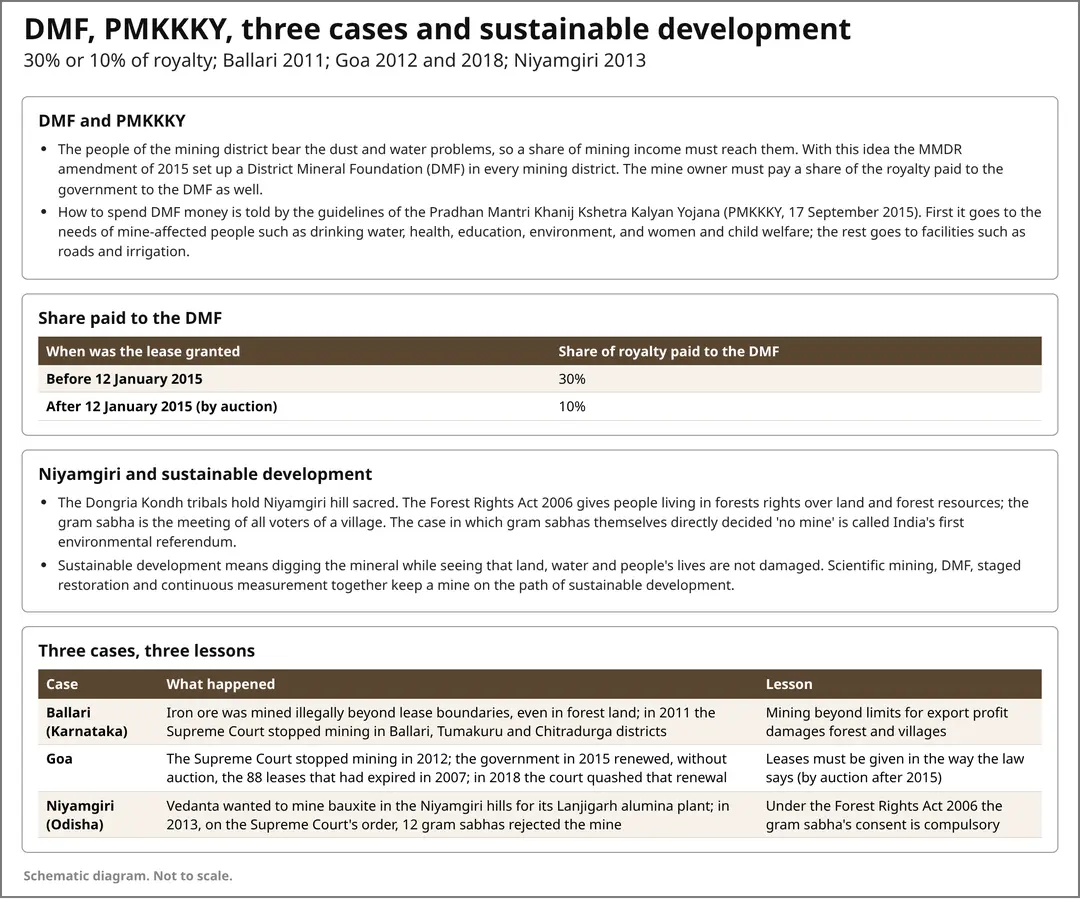 DMF, PMKKKY, three cases and sustainable development
30% or 10% of royalty; Ballari 2011; Goa 2012 and 2018; Niyamgiri 2013
DMF and PMKKKY
• The people of the mining district bear the dust and water problems, so a share of mining income must reach them. With this idea the MMDR
amendment of 2015 set up a District Mineral Foundation (DMF) in every mining district. The mine owner must pay a share of the royalty paid to the
government to the DMF as well.
• How to spend DMF money is told by the guidelines of the Pradhan Mantri Khanij Kshetra Kalyan Yojana (PMKKKY, 17 September 2015). First it goes to the
needs of mine-affected people such as drinking water, health, education, environment, and women and child welfare; the rest goes to facilities such as
roads and irrigation.
Share paid to the DMF
When was the lease granted Share of royalty paid to the DMF
Before 12 January 2015 30%
After 12 January 2015 (by auction) 10%
Niyamgiri and sustainable development
• The Dongria Kondh tribals hold Niyamgiri hill sacred. The Forest Rights Act 2006 gives people living in forests rights over land and forest resources; the
gram sabha is the meeting of all voters of a village. The case in which gram sabhas themselves directly decided 'no mine' is called India's first
environmental referendum.
• Sustainable development means digging the mineral while seeing that land, water and people's lives are not damaged. Scientific mining, DMF, staged
restoration and continuous measurement together keep a mine on the path of sustainable development.
Three cases, three lessons
Case What happened Lesson
Ballari Iron ore was mined illegally beyond lease boundaries, even in forest land; in 2011 the Mining beyond limits for export profit
(Karnataka) Supreme Court stopped mining in Ballari, Tumakuru and Chitradurga districts damages forest and villages
Goa The Supreme Court stopped mining in 2012; the government in 2015 renewed, without Leases must be given in the way the law
auction, the 88 leases that had expired in 2007; in 2018 the court quashed that renewal says (by auction after 2015)
Niyamgiri Vedanta wanted to mine bauxite in the Niyamgiri hills for its Lanjigarh alumina plant; in Under the Forest Rights Act 2006 the
(Odisha) 2013, on the Supreme Court's order, 12 gram sabhas rejected the mine gram sabha's consent is compulsory
Schematic diagram. Not to scale.